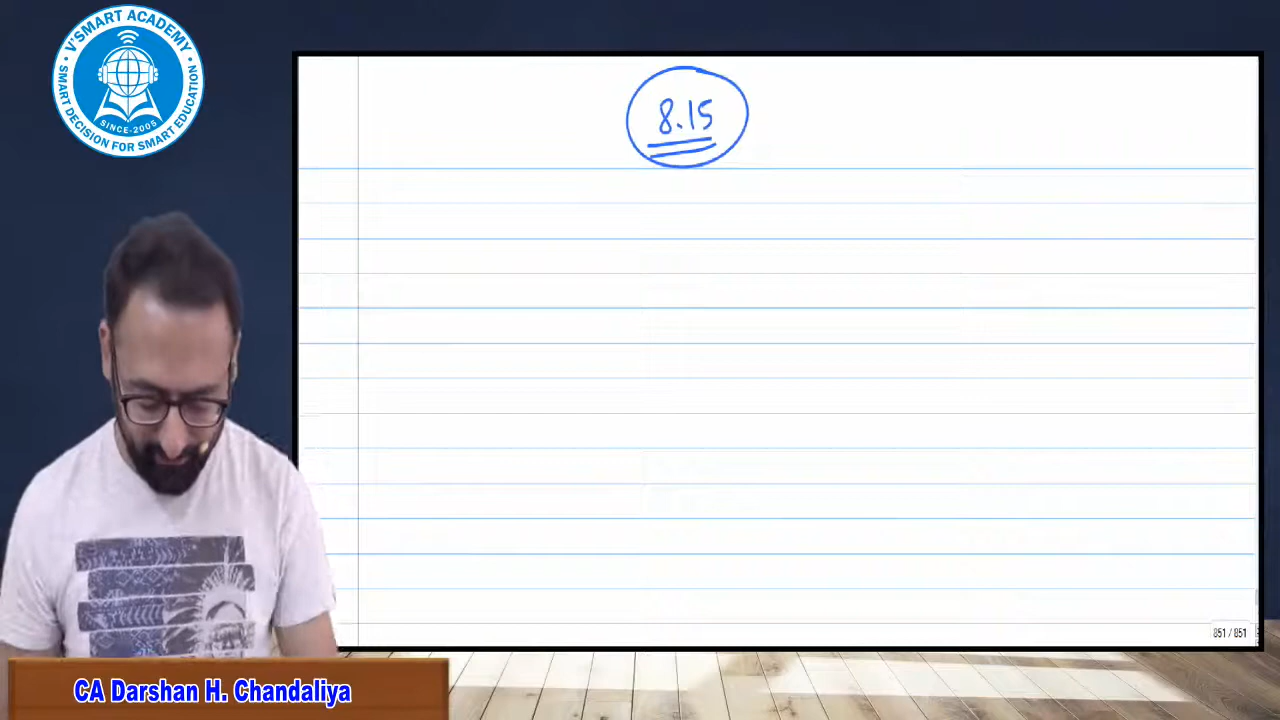 V'SMART ACADEMY
SINCE-2005
SMART DECISION FOR SMART EDUCATION
8.15
851 / 851
CA Darshan H. Chandaliya